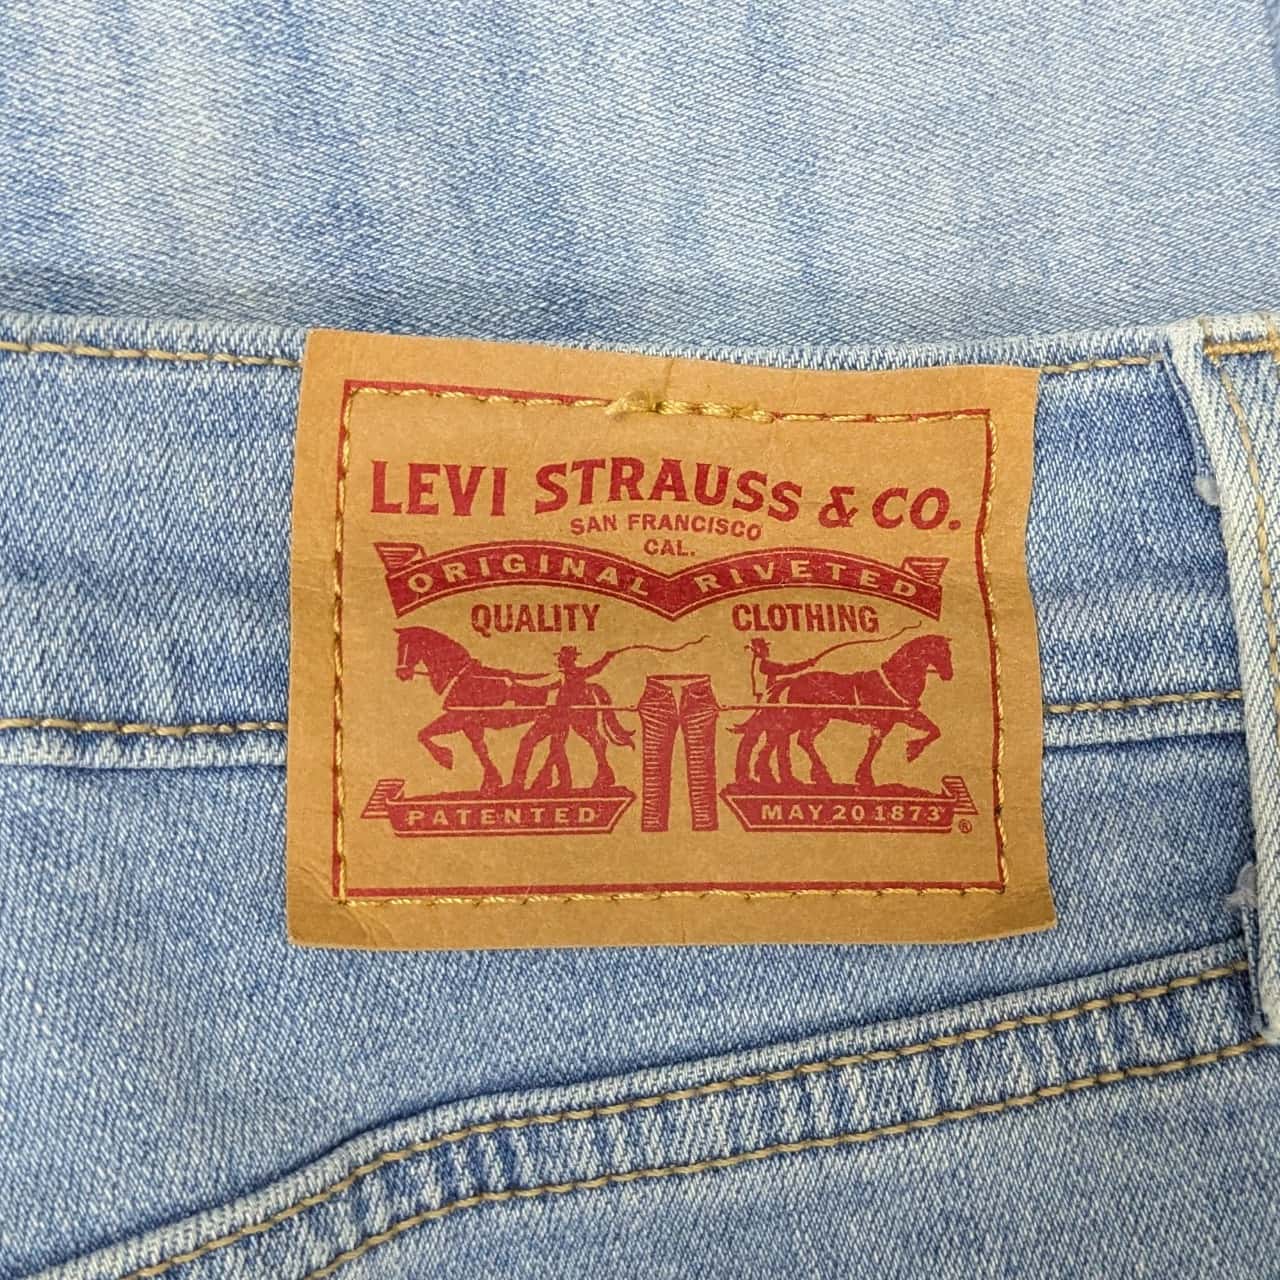 LEVI STRAUSS & CO.
SAN FRANCISCO
CAL.
ORIGINAL RIVETED
QUALITY CLOTHING
PATENTED MAY 20 1873 ®